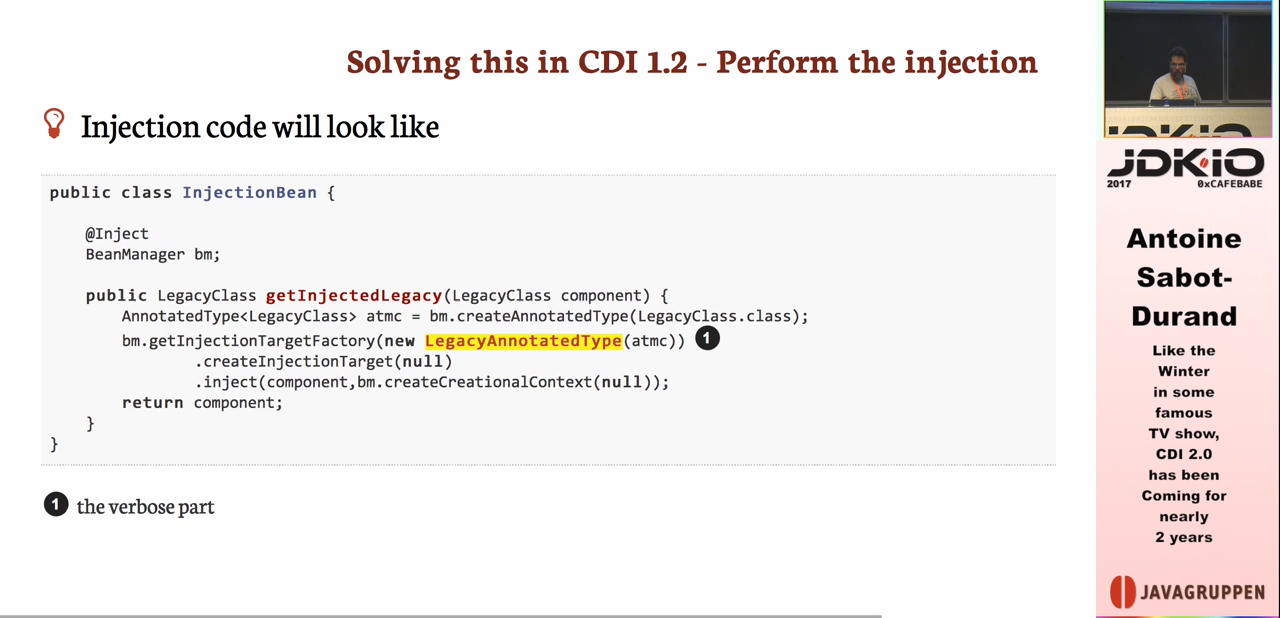 Solving this in CDI 1.2 - Perform the injection
Injection code will look like
public class InjectionBean {
@Inject
BeanManager bm;
public LegacyClass getInjectedLegacy(LegacyClass component) {
AnnotatedType<LegacyClass> atmc = bm.createAnnotatedType(LegacyClass.class);
bm.getInjectionTargetFactory(new LegacyAnnotatedType(atmc)) 1
.createInjectionTarget(null)
.inject(component,bm.createCreationalContext(null));
return component;
}
}
1 the verbose part
JDK.IO
2017 0xCAFEBABE
Antoine
Sabot-
Durand
Like the
Winter
in some
famous
TV show,
CDI 2.0
has been
Coming for
nearly
2 years
JAVAGRUPPEN